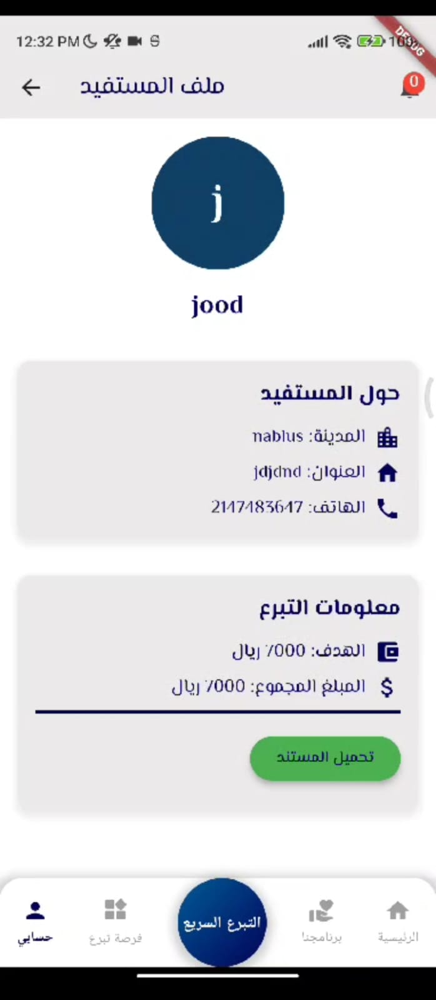 12:32 PM
DEBUG
ملف المستفيد
0
j
jood
حول المستفيد
المدينة: nablus
العنوان: jdjdnd
الهاتف: 2147483647
معلومات التبرع
الهدف: 7000 ريال
المبلغ المجموع: 7000 ريال
تحميل المستند
الرئيسية
برنامجنا
التبرع السريع
فرصة تبرع
حسابي